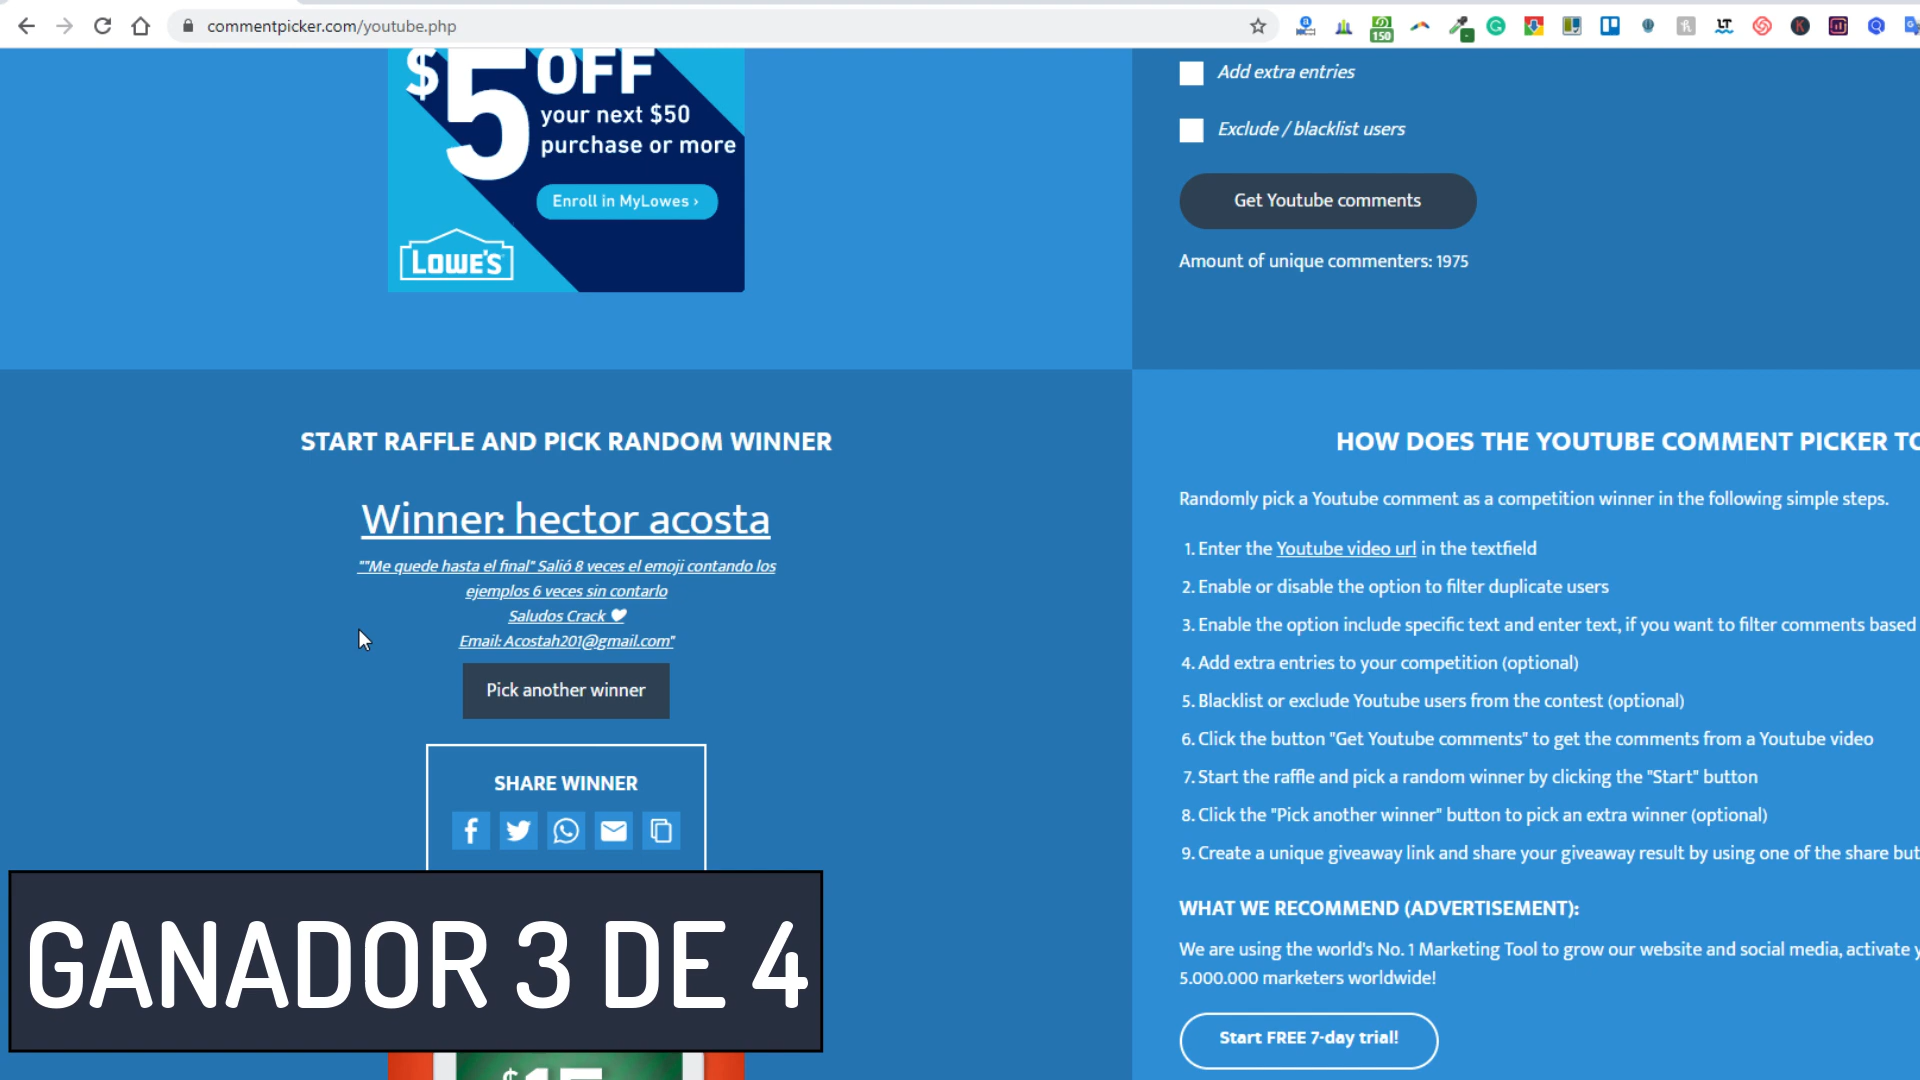 commentpicker.com/youtube.php
150
$5 OFF
your next $50
purchase or more
Enroll in MyLowes ›
LOWE'S
Add extra entries
Exclude / blacklist users
Get Youtube comments
Amount of unique commenters: 1975
START RAFFLE AND PICK RANDOM WINNER
Winner: hector acosta
""Me quede hasta el final" Salió 8 veces el emoji contando los
ejemplos 6 veces sin contarlo
Saludos Crack 🤍
Email: Acostah201@gmail.com"
Pick another winner
SHARE WINNER
GANADOR 3 DE 4
HOW DOES THE YOUTUBE COMMENT PICKER TO
Randomly pick a Youtube comment as a competition winner in the following simple steps.
1. Enter the Youtube video url in the textfield
2. Enable or disable the option to filter duplicate users
3. Enable the option include specific text and enter text, if you want to filter comments based
4. Add extra entries to your competition (optional)
5. Blacklist or exclude Youtube users from the contest (optional)
6. Click the button "Get Youtube comments" to get the comments from a Youtube video
7. Start the raffle and pick a random winner by clicking the "Start" button
8. Click the "Pick another winner" button to pick an extra winner (optional)
9. Create a unique giveaway link and share your giveaway result by using one of the share but
WHAT WE RECOMMEND (ADVERTISEMENT):
We are using the world's No. 1 Marketing Tool to grow our website and social media, activate y
5.000.000 marketers worldwide!
Start FREE 7-day trial!